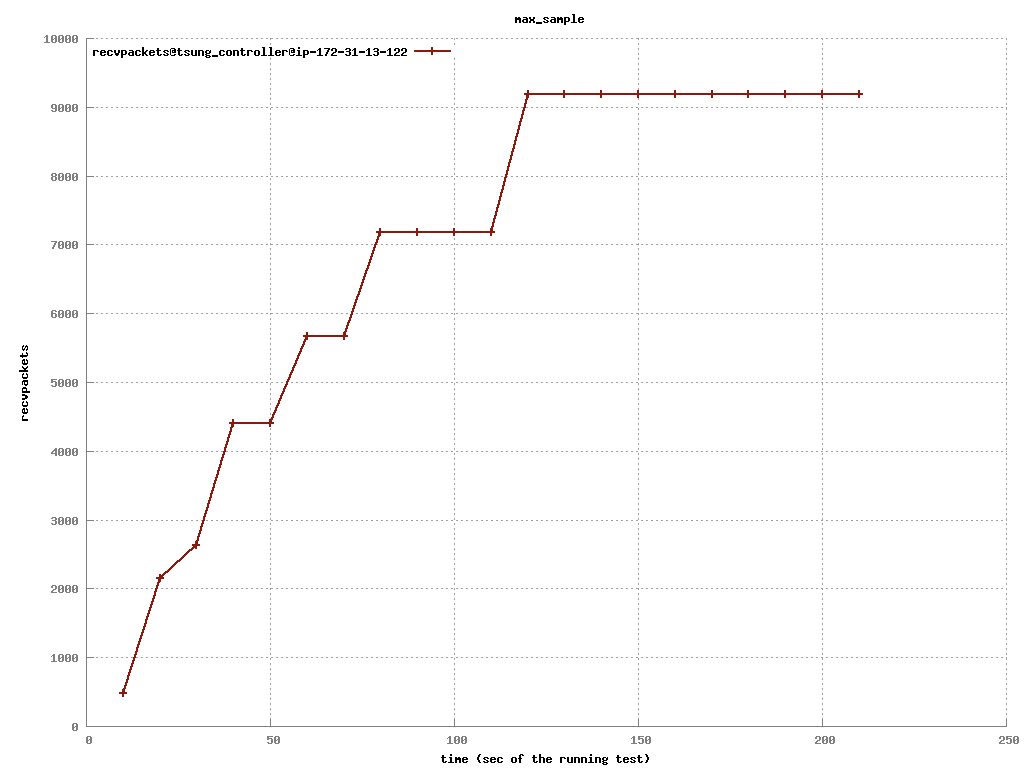 max_sample
10000
recvpackets@tsung_controller@ip-172-31-13-122
9000
8000
7000
6000
5000
recvpackets
4000
3000
2000
1000
0
0 50 100 150 200 250
time (sec of the running test)